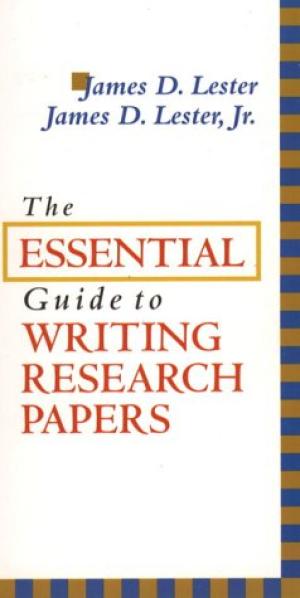 James D. Lester
James D. Lester, Jr.
The
ESSENTIAL
Guide to
WRITING
RESEARCH
PAPERS